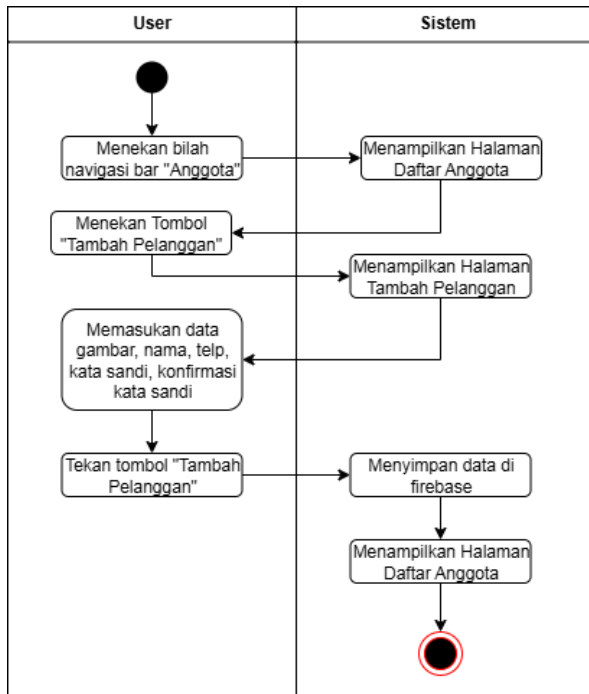 User
Sistem
Menekan bilah
navigasi bar "Anggota"
Menampilkan Halaman
Daftar Anggota
Menekan Tombol
"Tambah Pelanggan"
Menampilkan Halaman
Tambah Pelanggan
Memasukan data
gambar, nama, telp,
kata sandi, konfirmasi
kata sandi
Tekan tombol "Tambah
Pelanggan"
Menyimpan data di
firebase
Menampilkan Halaman
Daftar Anggota